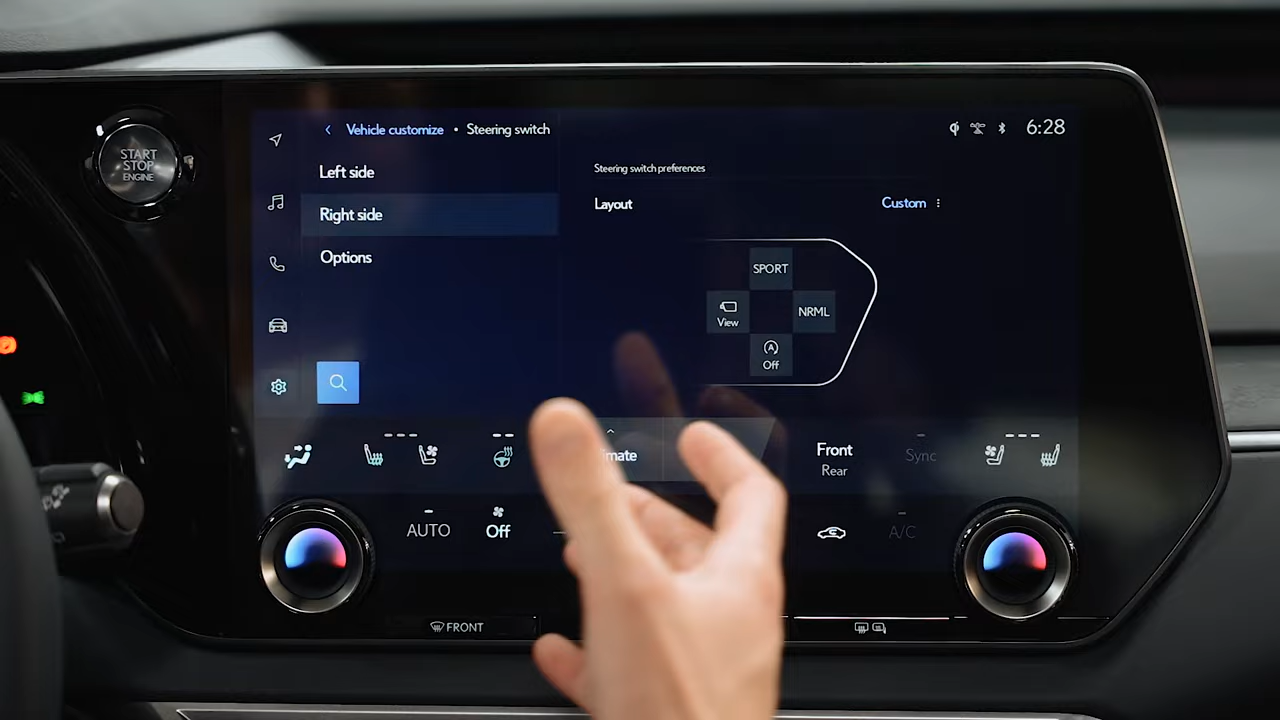 START
STOP
ENGINE
Vehicle customize • Steering switch
6:28
Left side
Right side
Options
Steering switch preferences
Layout
Custom
SPORT
View
NRML
A
Off
Front
Rear
Sync
AUTO
Off
A/C
FRONT